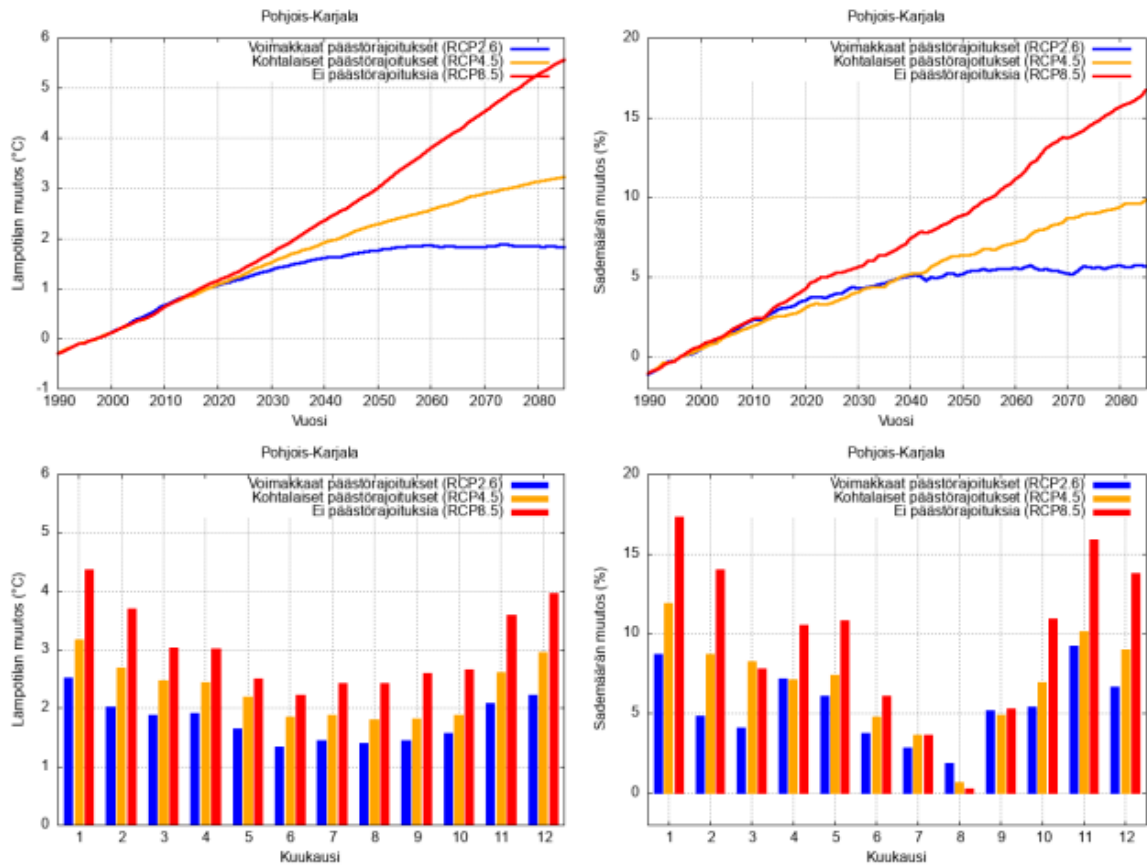 Pohjois-Karjala
Voimakkaat päästörajoitukset (RCP2.6)
Kohtalaiset päästörajoitukset (RCP4.5)
Ei päästörajoituksia (RCP8.5)
6
5
4
3
2
1
0
-1
Lämpötilan muutos (°C)
1990 2000 2010 2020 2030 2040 2050 2060 2070 2080
Vuosi
Pohjois-Karjala
Voimakkaat päästörajoitukset (RCP2.6)
Kohtalaiset päästörajoitukset (RCP4.5)
Ei päästörajoituksia (RCP8.5)
20
15
10
5
0
Sademäärän muutos (%)
1990 2000 2010 2020 2030 2040 2050 2060 2070 2080
Vuosi
Pohjois-Karjala
Voimakkaat päästörajoitukset (RCP2.6)
Kohtalaiset päästörajoitukset (RCP4.5)
Ei päästörajoituksia (RCP8.5)
6
5
4
3
2
1
0
Lämpötilan muutos (°C)
1 2 3 4 5 6 7 8 9 10 11 12
Kuukausi
Pohjois-Karjala
Voimakkaat päästörajoitukset (RCP2.6)
Kohtalaiset päästörajoitukset (RCP4.5)
Ei päästörajoituksia (RCP8.5)
20
15
10
5
0
Sademäärän muutos (%)
1 2 3 4 5 6 7 8 9 10 11 12
Kuukausi